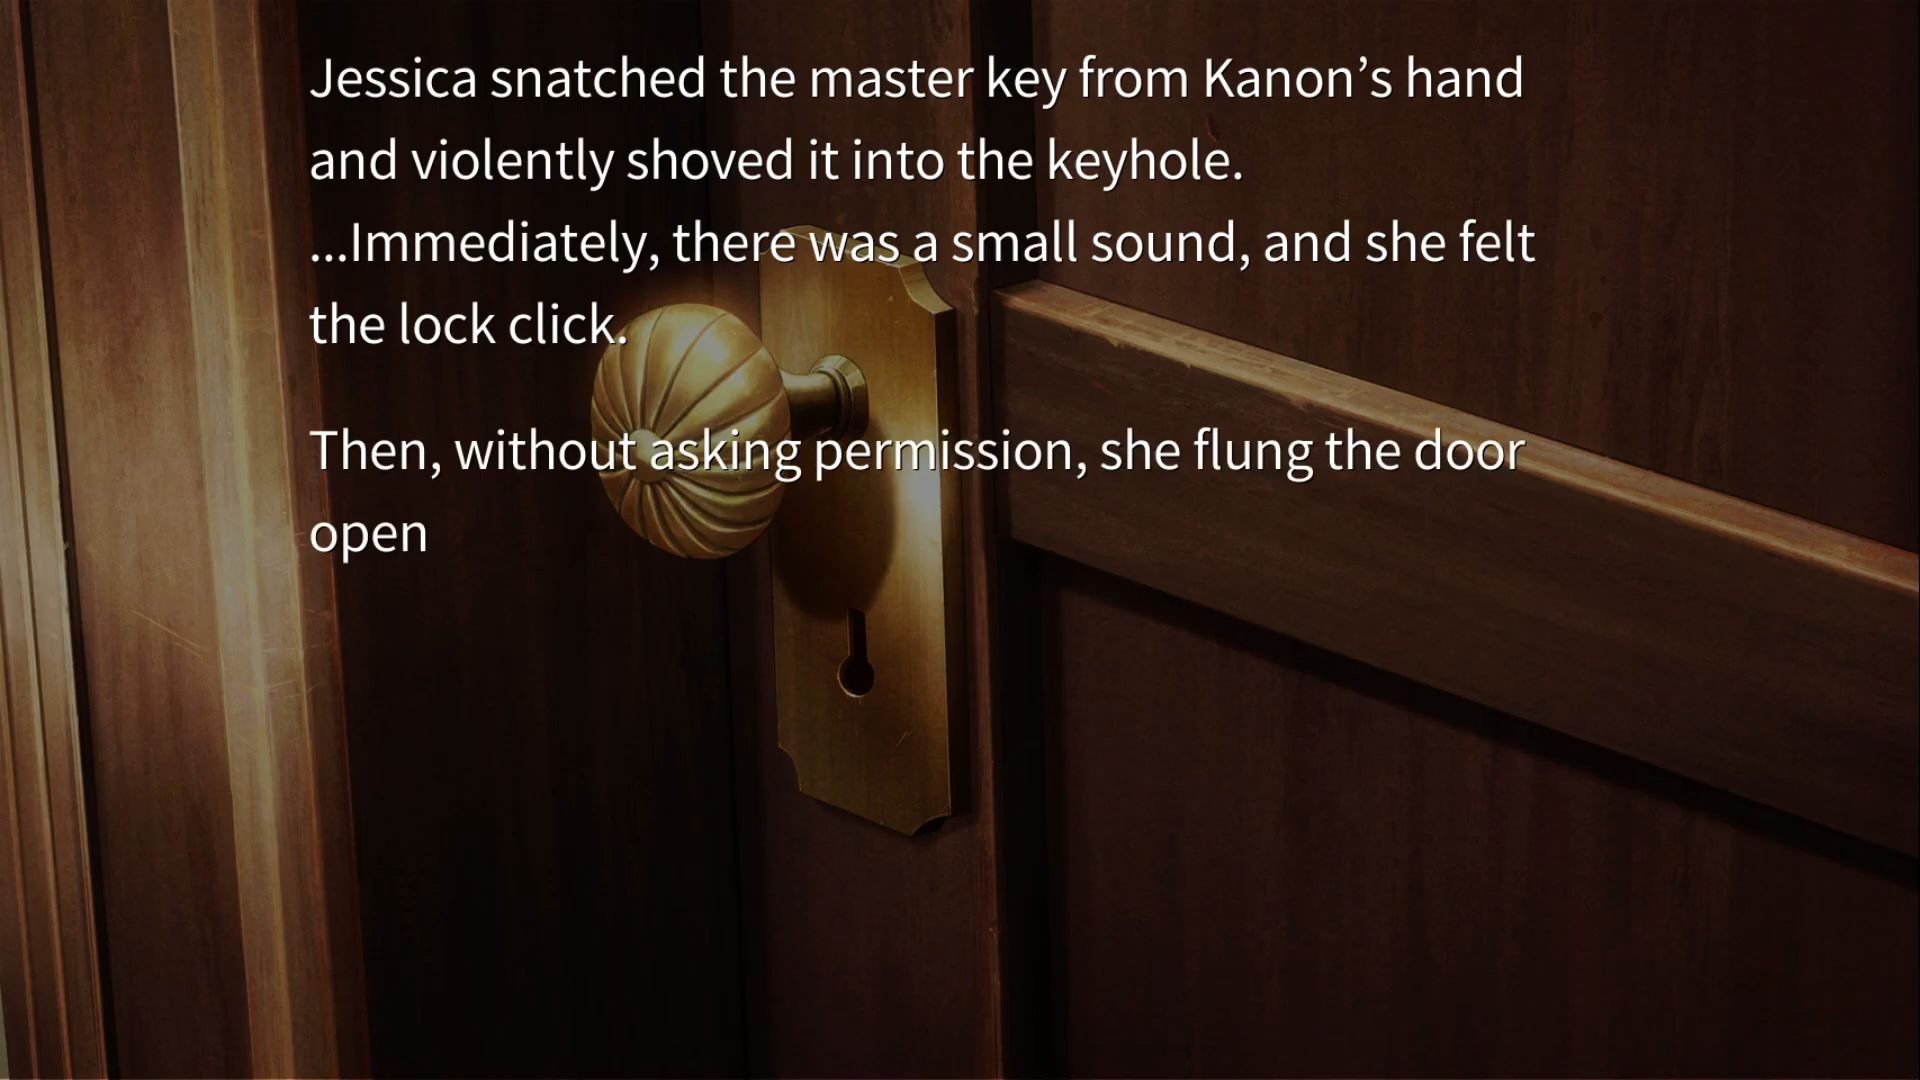 Jessica snatched the master key from Kanon’s hand
and violently shoved it into the keyhole.
...Immediately, there was a small sound, and she felt
the lock click.
Then, without asking permission, she flung the door
open